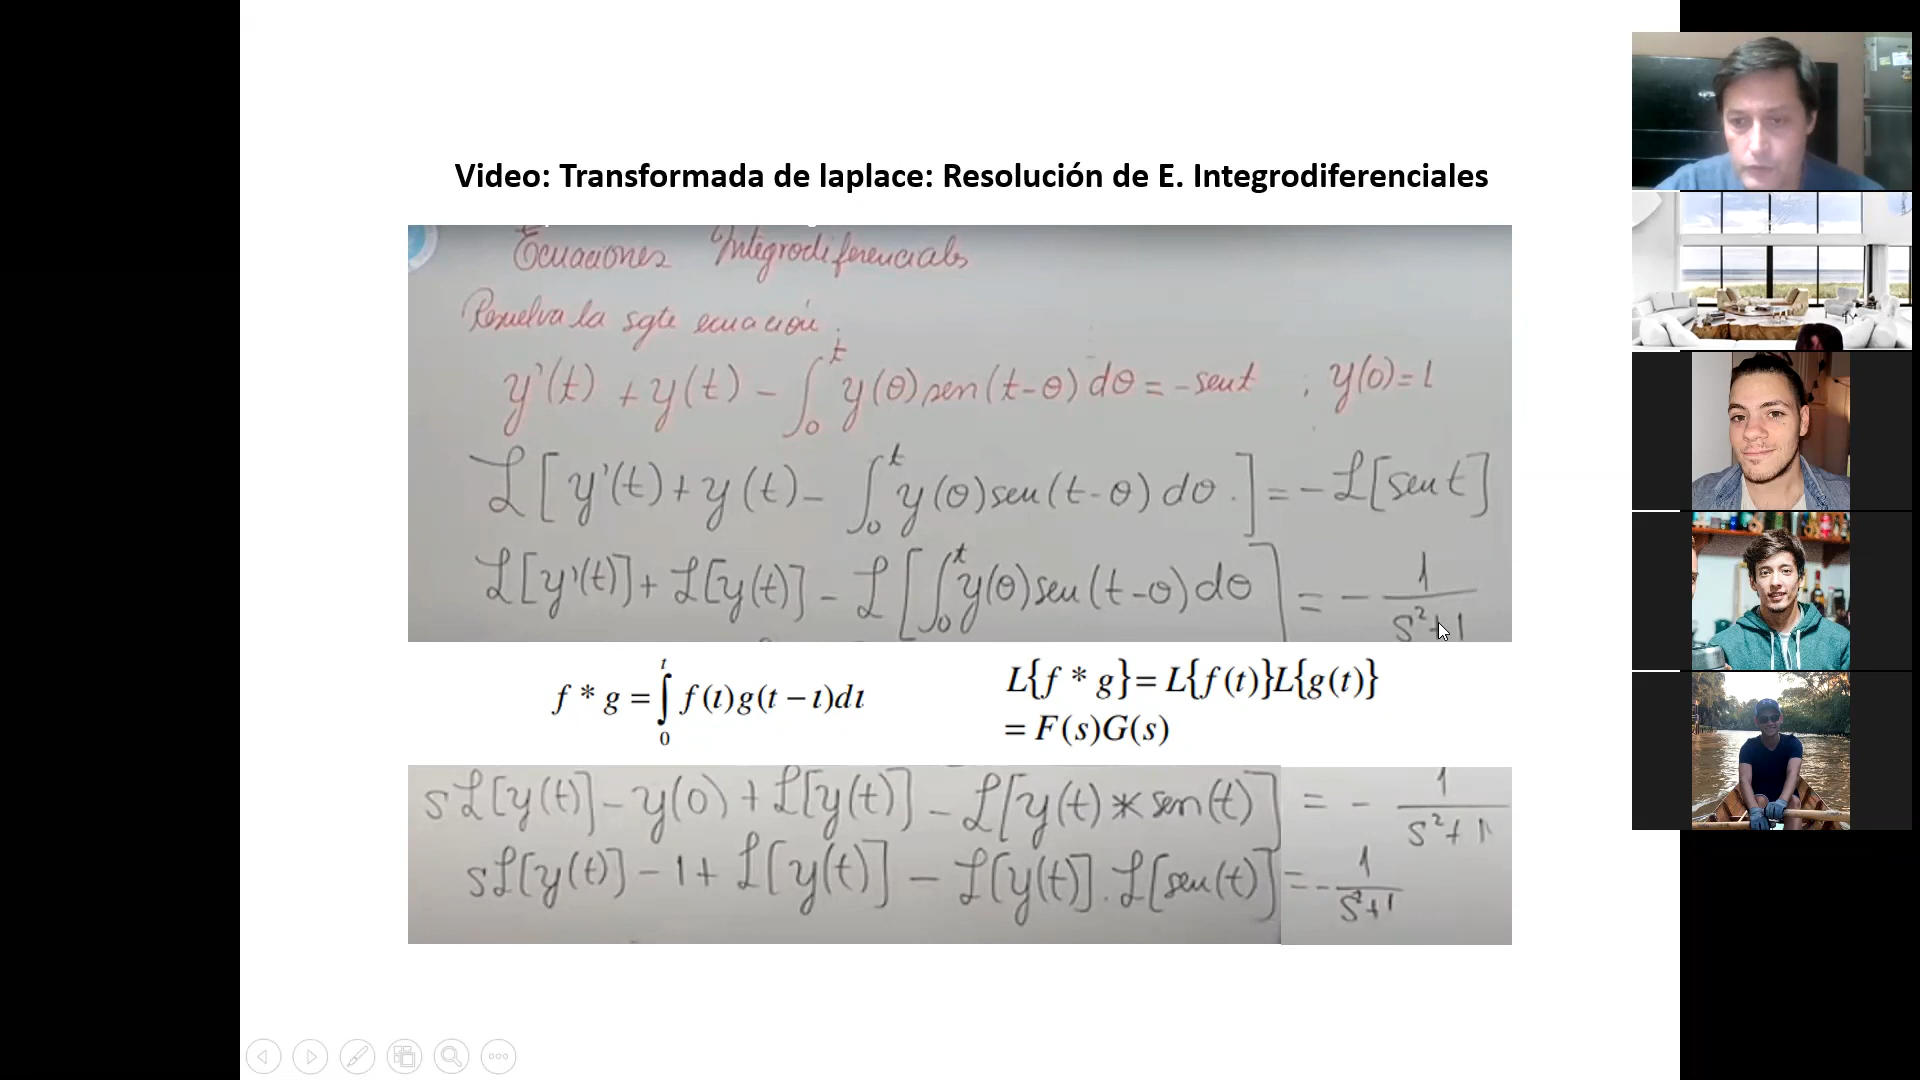 Video: Transformada de laplace: Resolución de E. Integrodiferenciales
Ecuaciones Integrodiferenciales
Resuelva la sgte ecuación:
y'(t) + y(t) - ∫₀ᵗ y(θ) sen(t-θ) dθ = - sen t , y(0)=1
ℒ[y'(t) + y(t) - ∫₀ᵗ y(θ) sen(t-θ) dθ.] = - ℒ[sen t]
ℒ[y'(t)] + ℒ[y(t)] - ℒ[∫₀ᵗ y(θ) sen(t-θ) dθ] = - 1/(s²+1)
f * g = ∫₀ᵗ f(ι)g(t − ι)dι
L{f * g}= L{f(t)}L{g(t)}
= F(s)G(s)
sℒ[y(t)] - y(0) + ℒ[y(t)] - ℒ[y(t) * sen(t)] = - 1/(s²+1)
sℒ[y(t)] - 1 + ℒ[y(t)] - ℒ[y(t)] . ℒ[sen(t)] = - 1/(s²+1)